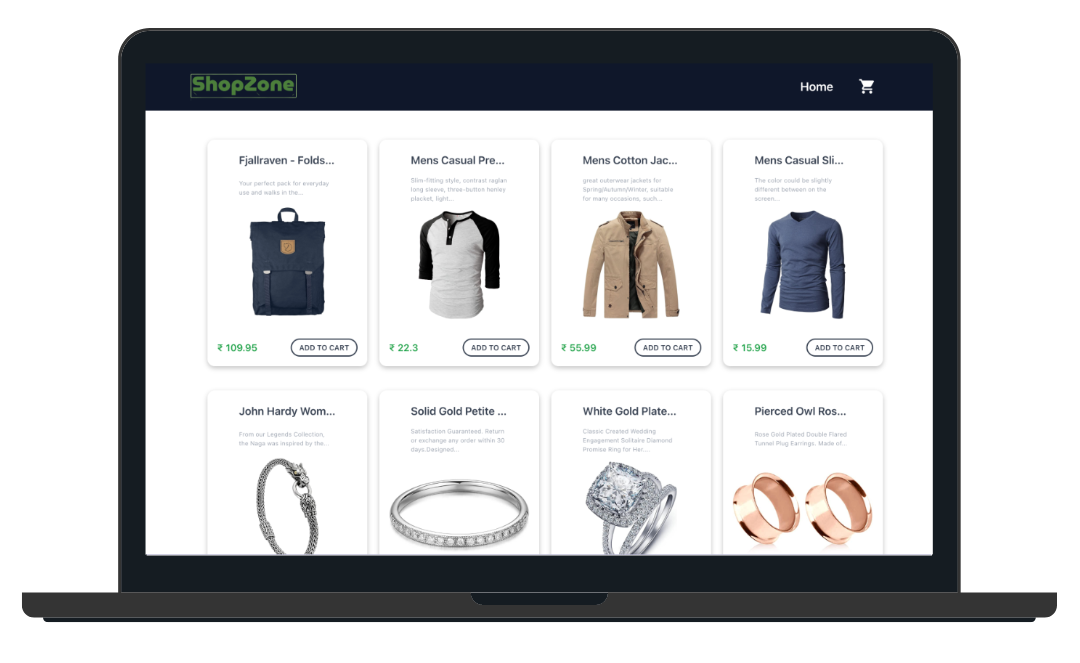 ShopZone
Home
Fjallraven - Folds...
Your perfect pack for everyday
use and walks in the...
₹ 109.95
ADD TO CART
Mens Casual Pre...
Slim-fitting style, contrast raglan
long sleeve, three-button henley
placket, light...
₹ 22.3
ADD TO CART
Mens Cotton Jac...
great outerwear jackets for
Spring/Autumn/Winter, suitable
for many occasions, such...
₹ 55.99
ADD TO CART
Mens Casual Sli...
The color could be slightly
different between on the
screen...
₹ 15.99
ADD TO CART
John Hardy Wom...
From our Legends Collection,
the Naga was inspired by the...
Solid Gold Petite ...
Satisfaction Guaranteed. Return
or exchange any order within 30
days.Designed...
White Gold Plate...
Classic Created Wedding
Engagement Solitaire Diamond
Promise Ring for Her....
Pierced Owl Ros...
Rose Gold Plated Double Flared
Tunnel Plug Earrings. Made of...